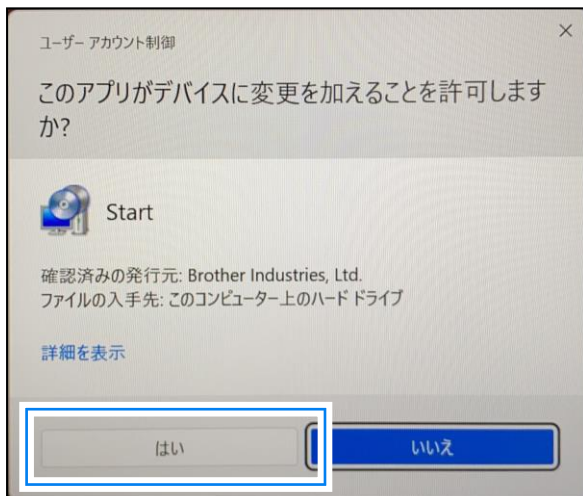 ユーザー アカウント制御
このアプリがデバイスに変更を加えることを許可します
か?
Start
確認済みの発行元: Brother Industries, Ltd.
ファイルの入手先: このコンピューター上のハード ドライブ
詳細を表示
はい
いいえ